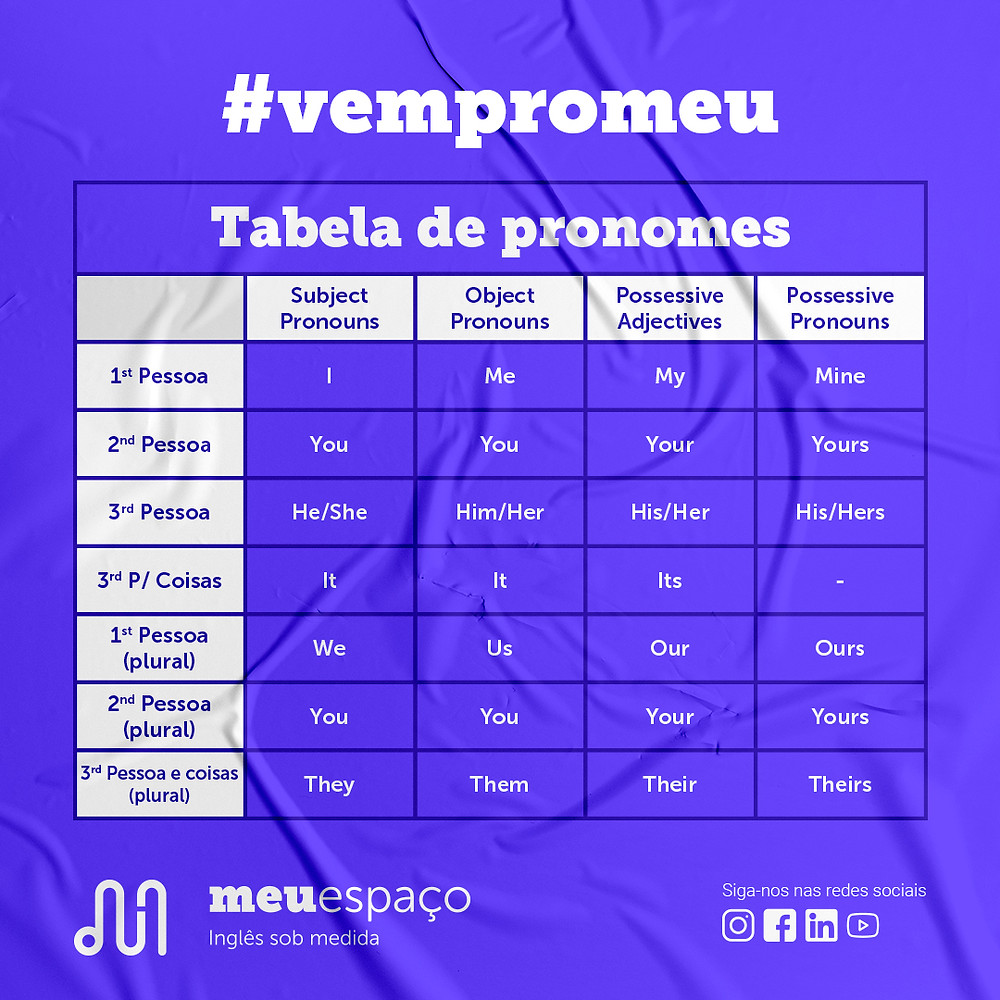 #vempromeu
Tabela de pronomes
Subject Pronouns Object Pronouns Possessive Adjectives Possessive Pronouns
1st Pessoa I Me My Mine
2nd Pessoa You You Your Yours
3rd Pessoa He/She Him/Her His/Her His/Hers
3rd P/ Coisas It It Its -
1st Pessoa (plural) We Us Our Ours
2nd Pessoa (plural) You You Your Yours
3rd Pessoa e coisas (plural) They Them Their Theirs
meuespaço
Inglês sob medida
Siga-nos nas redes sociais